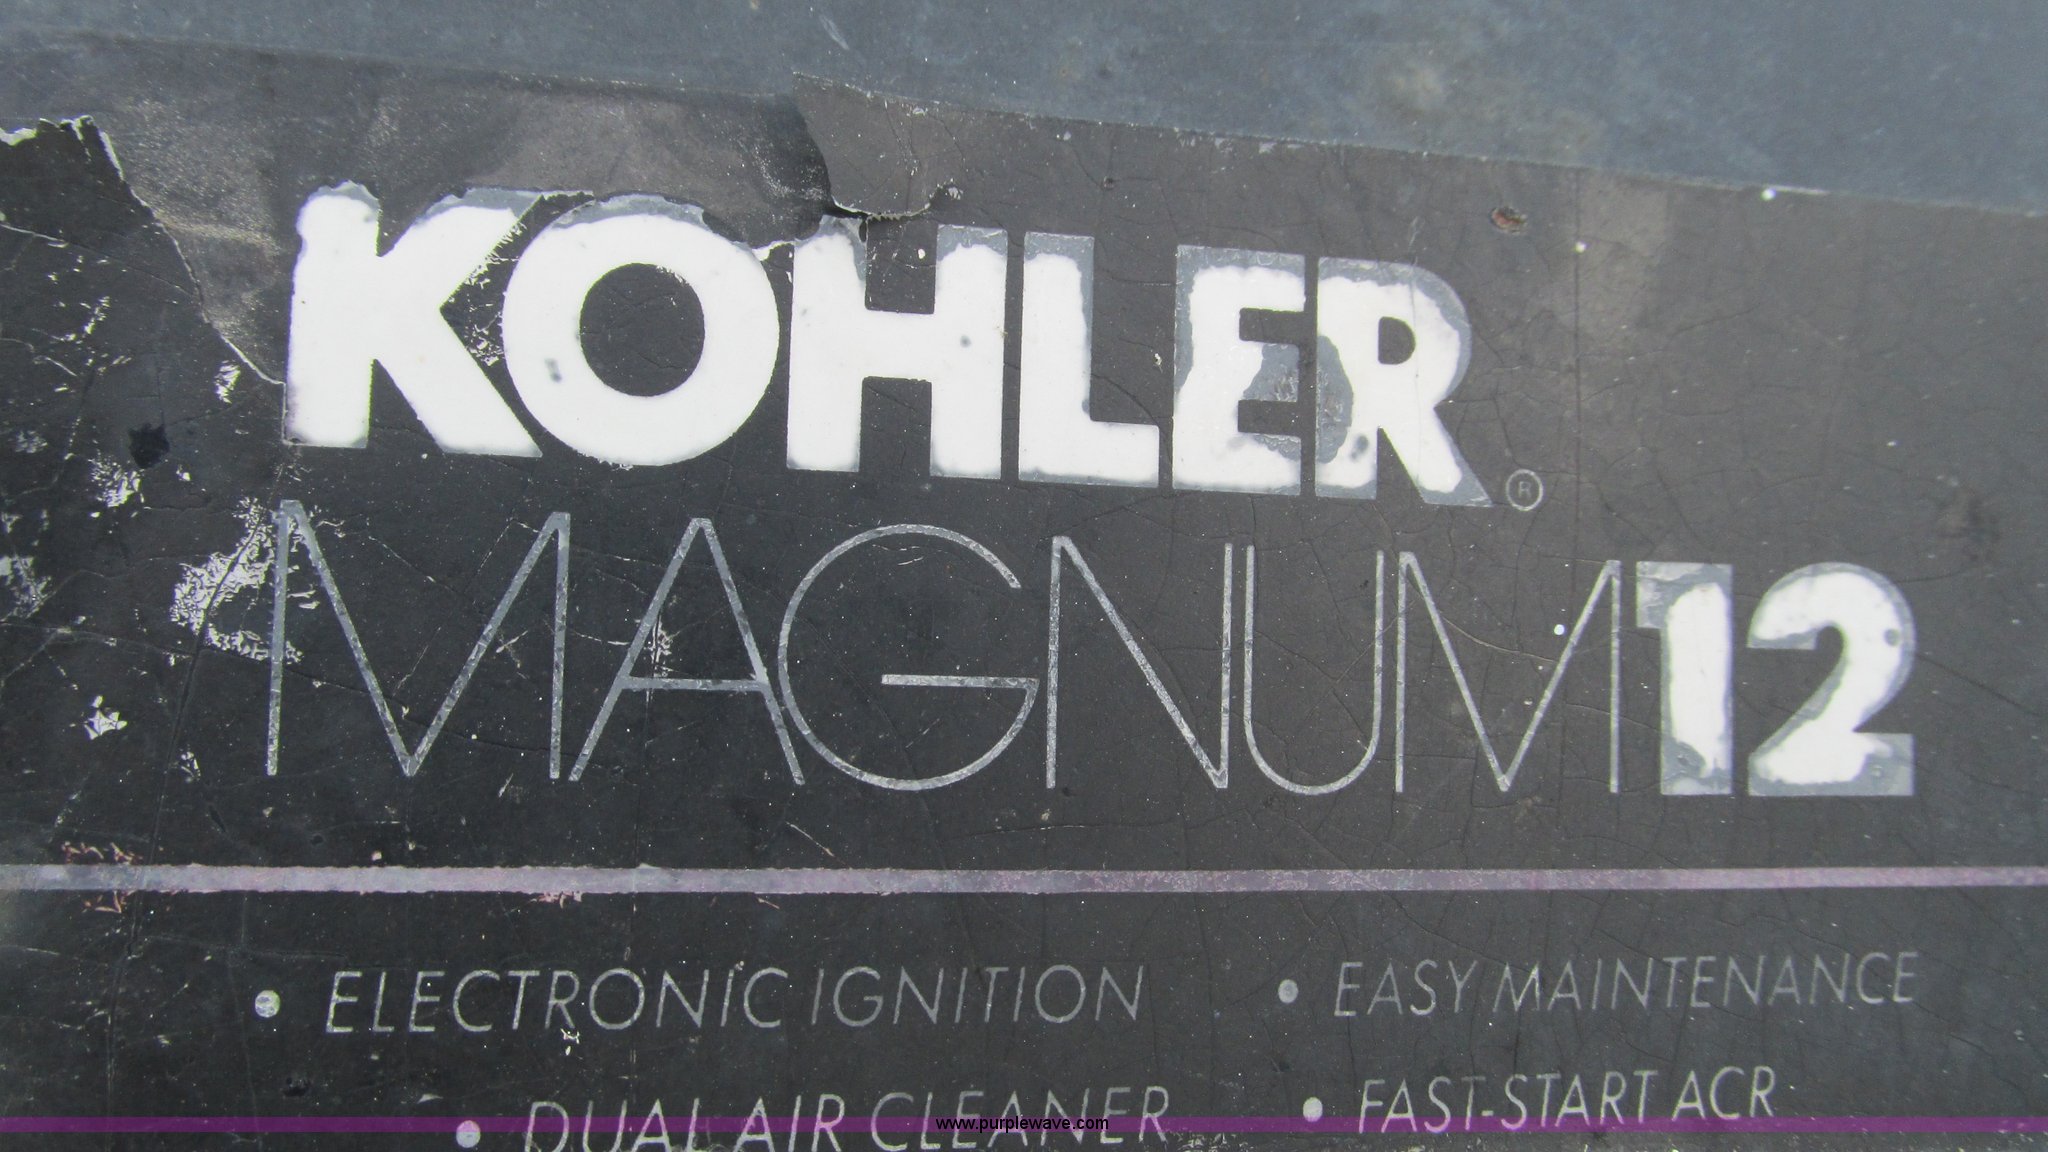 KOHLER®
MAGNUM12
• ELECTRONIC IGNITION • EASY MAINTENANCE
• DUAL AIR CLEANER • FAST-START ACR
www.purplewave.com